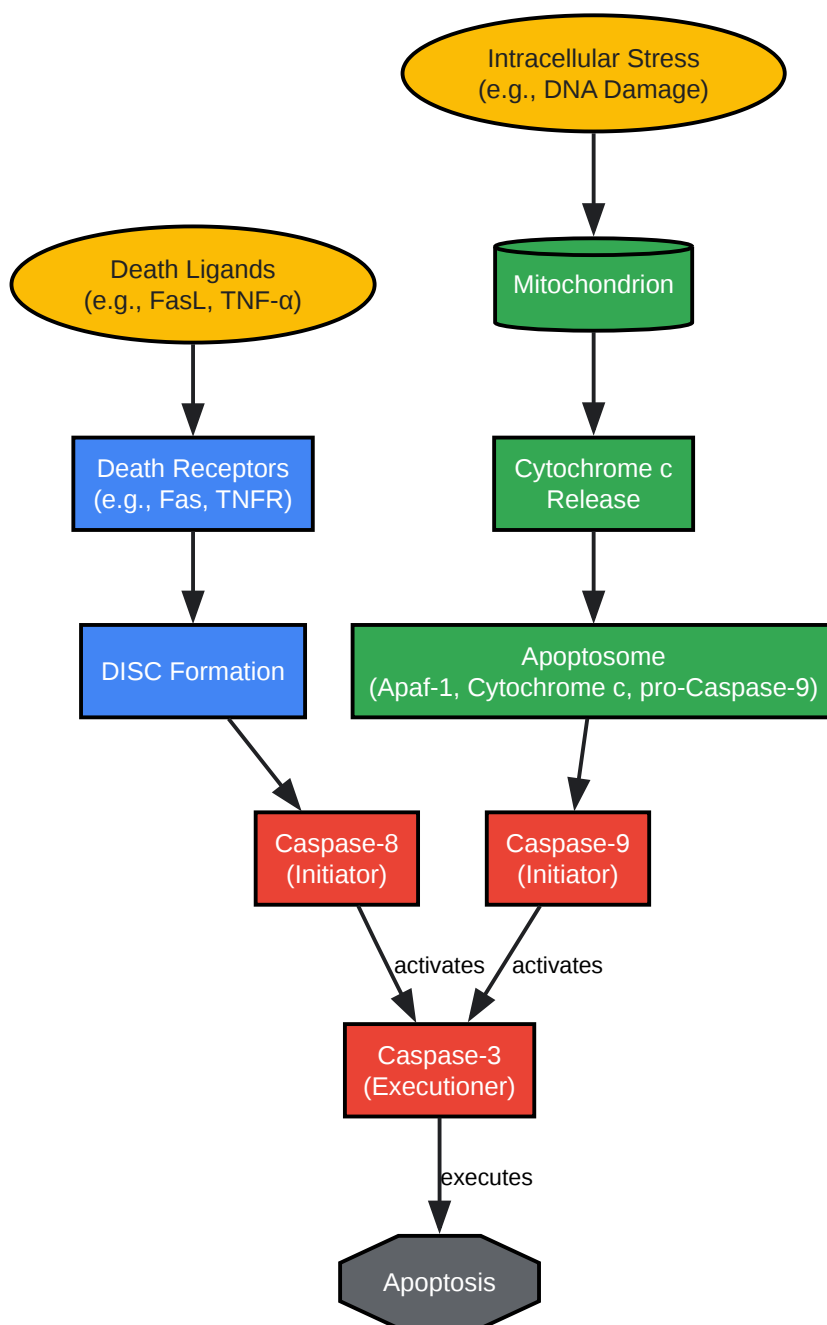 Intracellular Stress
(e.g., DNA Damage)
Death Ligands
(e.g., FasL, TNF-α)
Mitochondrion
Death Receptors
(e.g., Fas, TNFR)
Cytochrome c
Release
DISC Formation
Apoptosome
(Apaf-1, Cytochrome c, pro-Caspase-9)
Caspase-8
(Initiator)
Caspase-9
(Initiator)
activates
activates
Caspase-3
(Executioner)
executes
Apoptosis